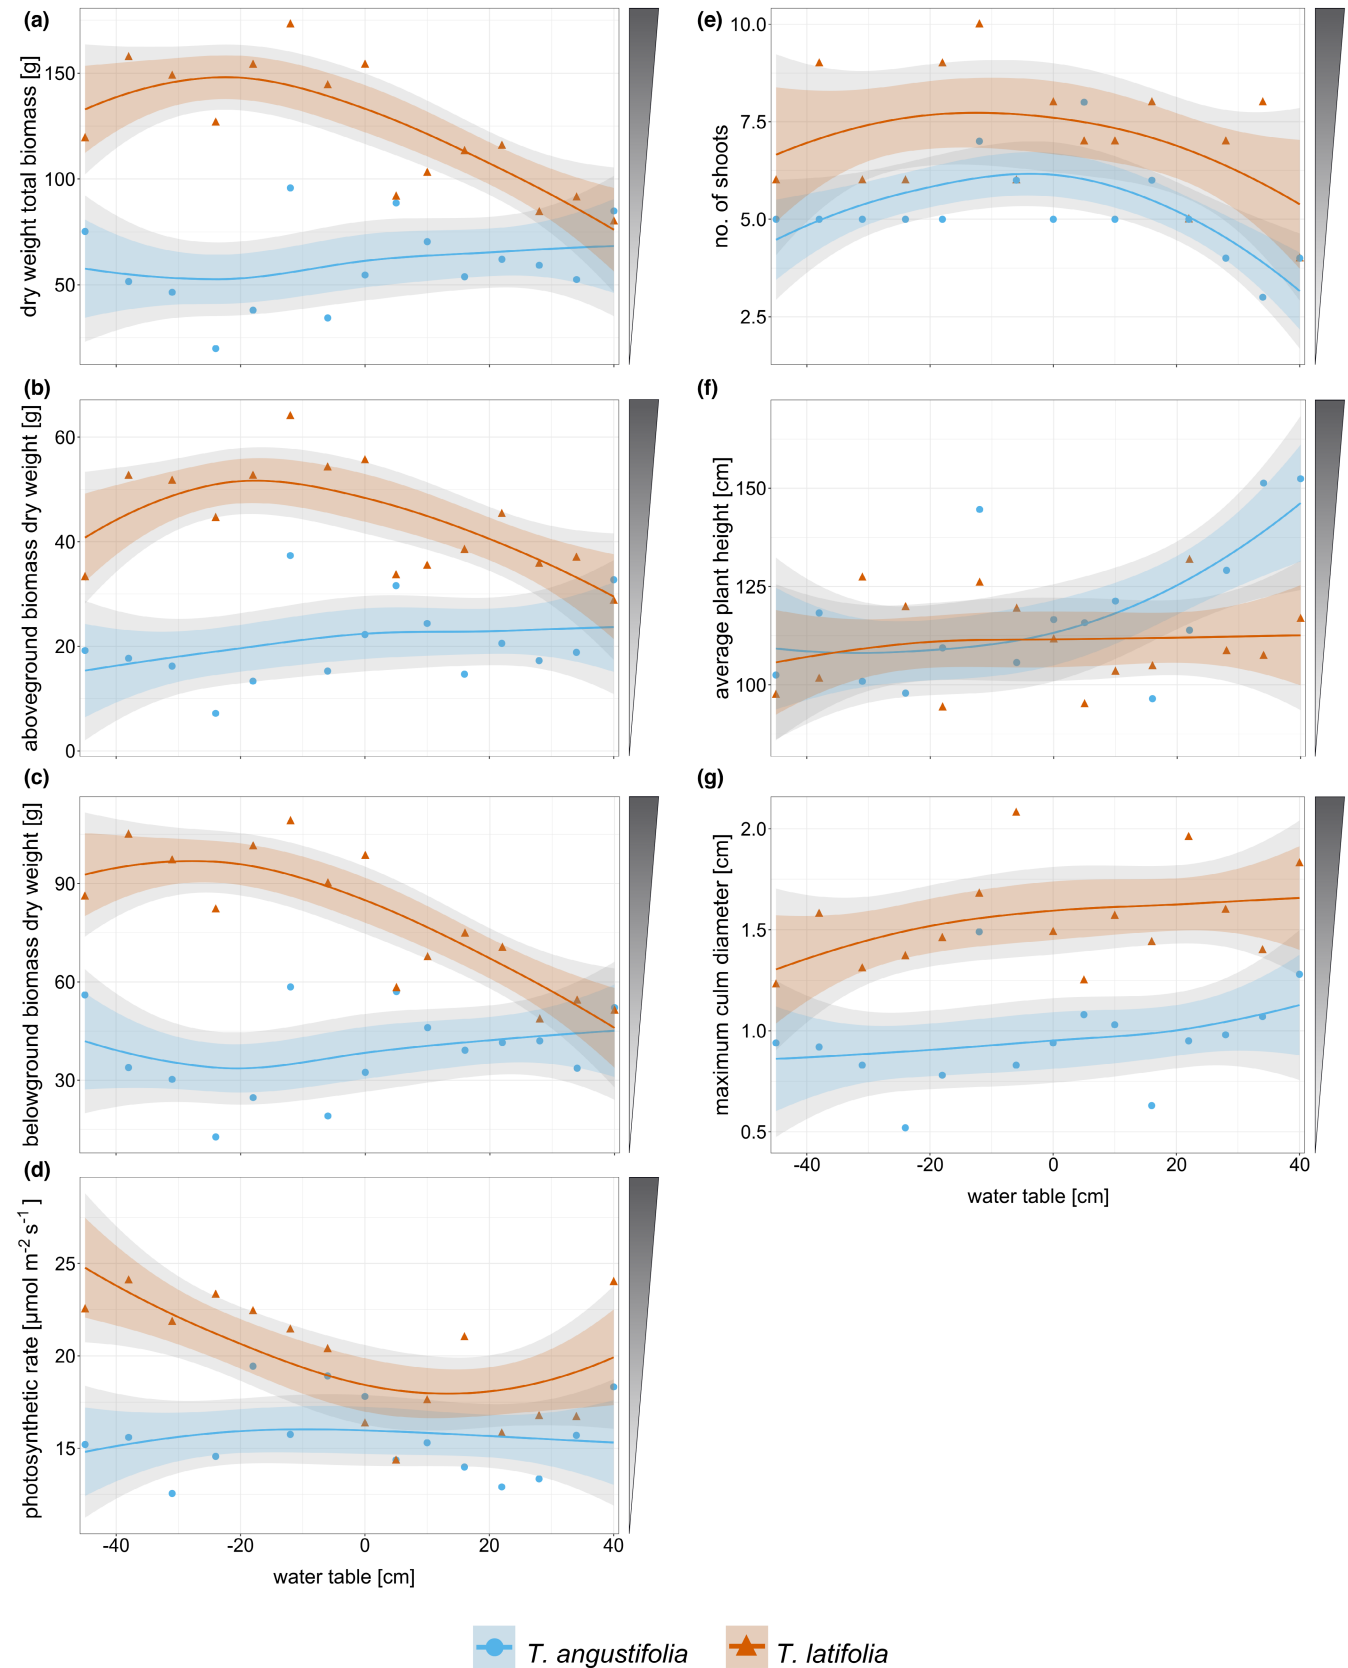 (a)
dry weight total biomass [g]
150
100
50
(b)
aboveground biomass dry weight [g]
60
40
20
0
(c)
belowground biomass dry weight [g]
90
60
30
(d)
photosynthetic rate [µmol m-2 s-1 ]
25
20
15
-40 -20 0 20 40
water table [cm]
(e)
no. of shoots
10.0
7.5
5.0
2.5
(f)
average plant height [cm]
150
125
100
(g)
maximum culm diameter [cm]
2.0
1.5
1.0
0.5
-40 -20 0 20 40
water table [cm]
T. angustifolia T. latifolia